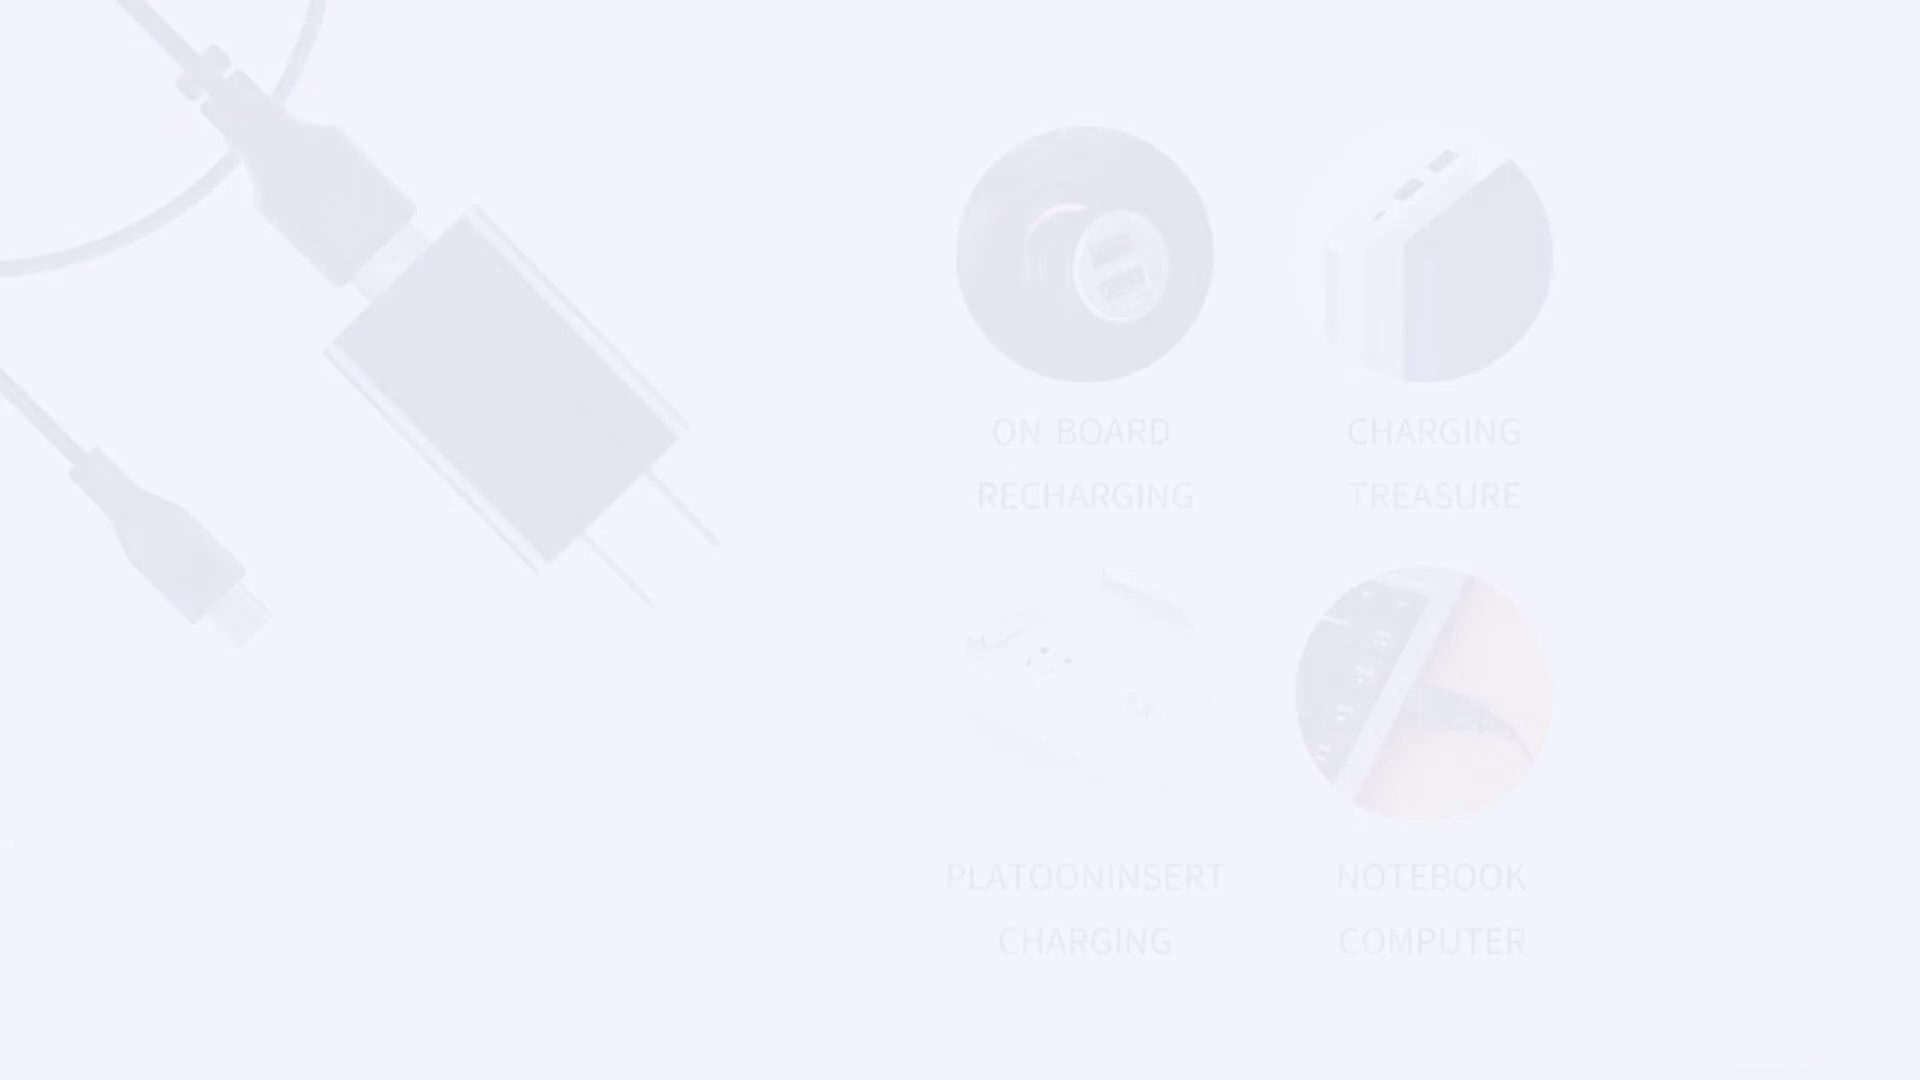 ON-BOARD
RECHARGING
CHARGING
TREASURE
PLATOONINSERT
CHARGING
NOTEBOOK
COMPUTER